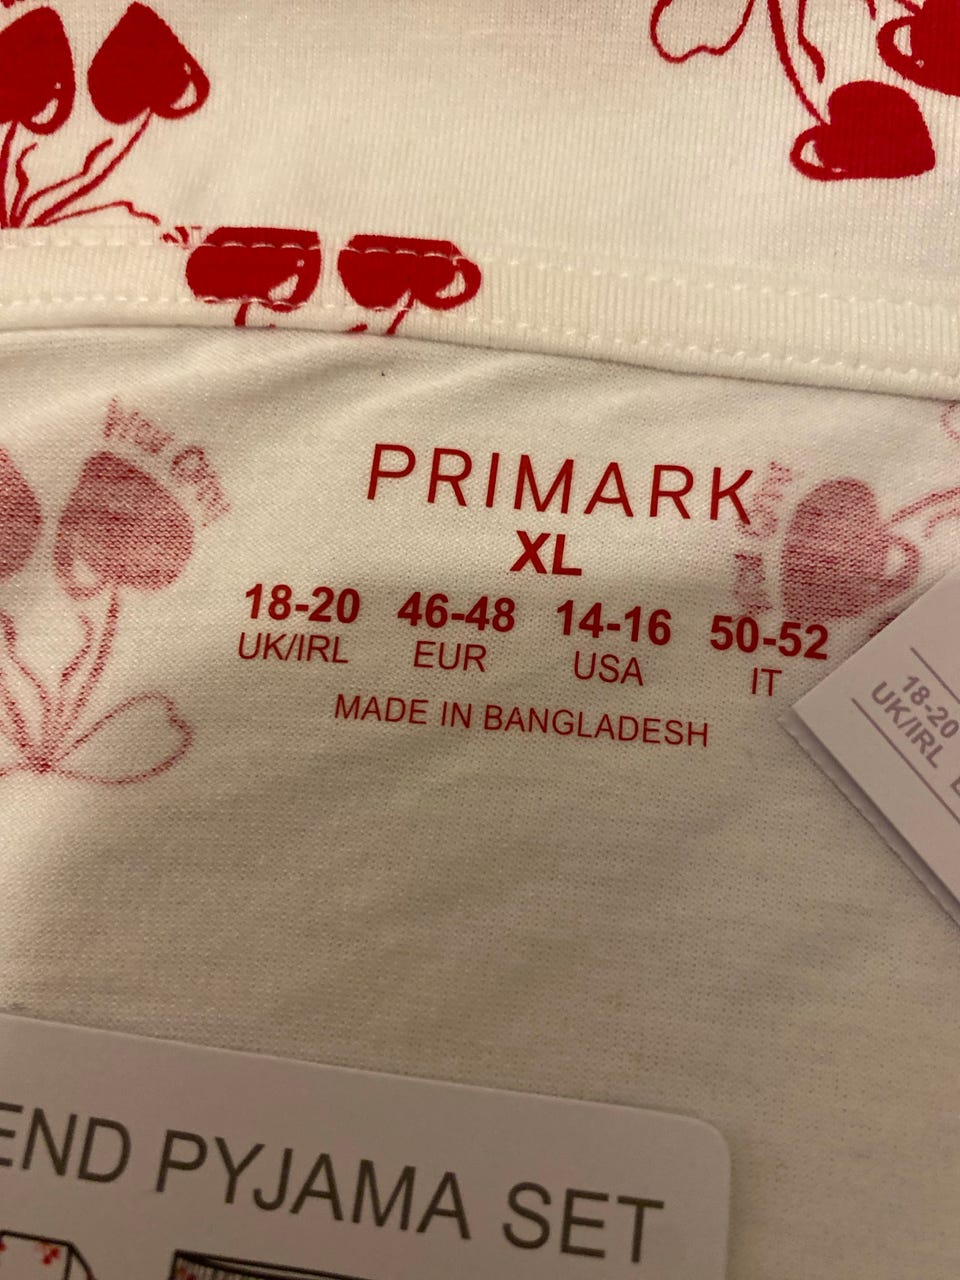 PRIMARK
XL
18-20 46-48 14-16 50-52
UK/IRL EUR USA IT
MADE IN BANGLADESH
18-20
UK/IRL
END PYJAMA SET